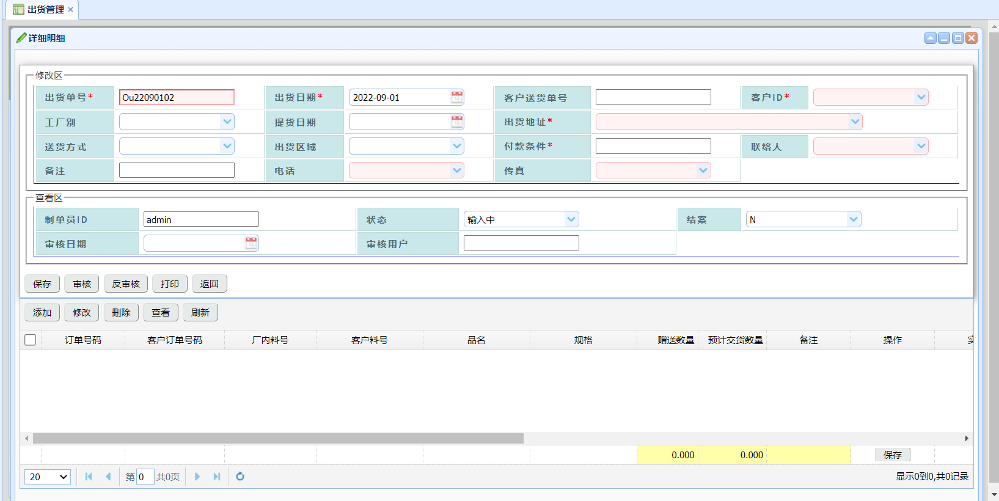 出货管理
详细明细
修改区
出货单号* Ou22090102 出货日期* 2022-09-01 客户送货单号 客户ID*
工厂别 提货日期 出货地址*
送货方式 出货区域 付款条件* 联络人
备注 电话 传真
查看区
制单员ID admin 状态 输入中 结案 N
审核日期 审核用户
保存 审核 反审核 打印 返回
添加 修改 刪除 查看 刷新
订单号码 客户订单号码 厂内料号 客户料号 品名 规格 赠送数量 预计交货数量 备注 操作
0.000 0.000 保存
20 第 0 共0页 显示0到0,共0记录